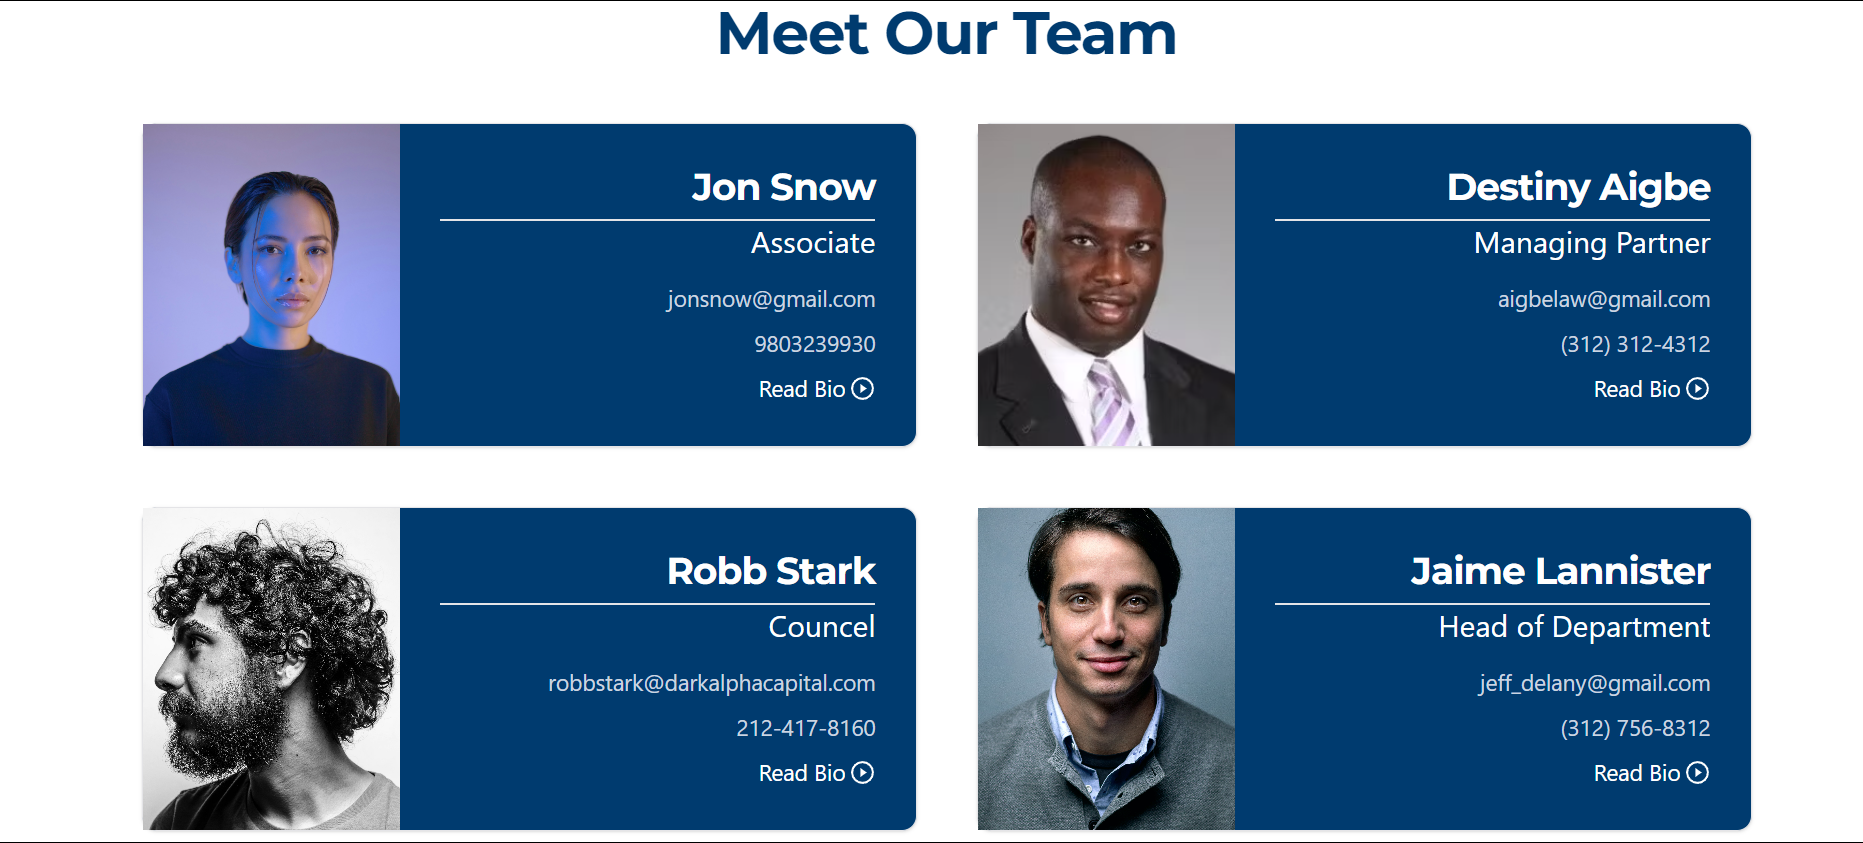 Meet Our Team
Jon Snow
Associate
jonsnow@gmail.com
9803239930
Read Bio
Destiny Aigbe
Managing Partner
aigbelaw@gmail.com
(312) 312-4312
Read Bio
Robb Stark
Councel
robbstark@darkalphacapital.com
212-417-8160
Read Bio
Jaime Lannister
Head of Department
jeff_delany@gmail.com
(312) 756-8312
Read Bio